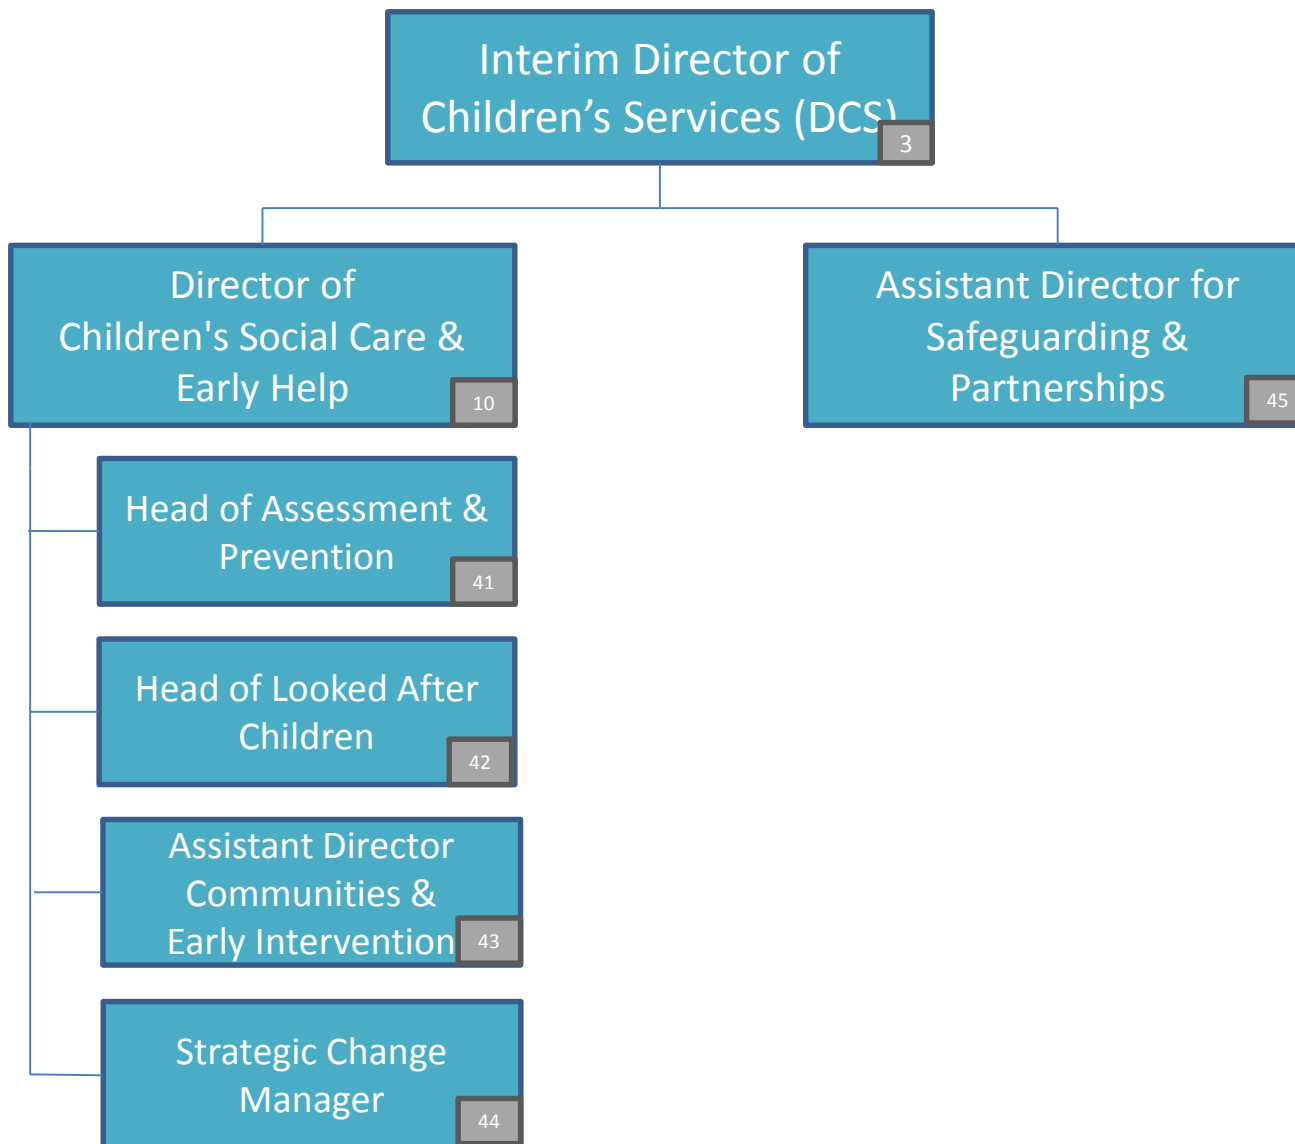 Interim Director of
Children’s Services (DCS)
3
Director of
Children's Social Care &
Early Help
10
Assistant Director for
Safeguarding &
Partnerships
45
Head of Assessment &
Prevention
41
Head of Looked After
Children
42
Assistant Director
Communities &
Early Intervention
43
Strategic Change
Manager
44